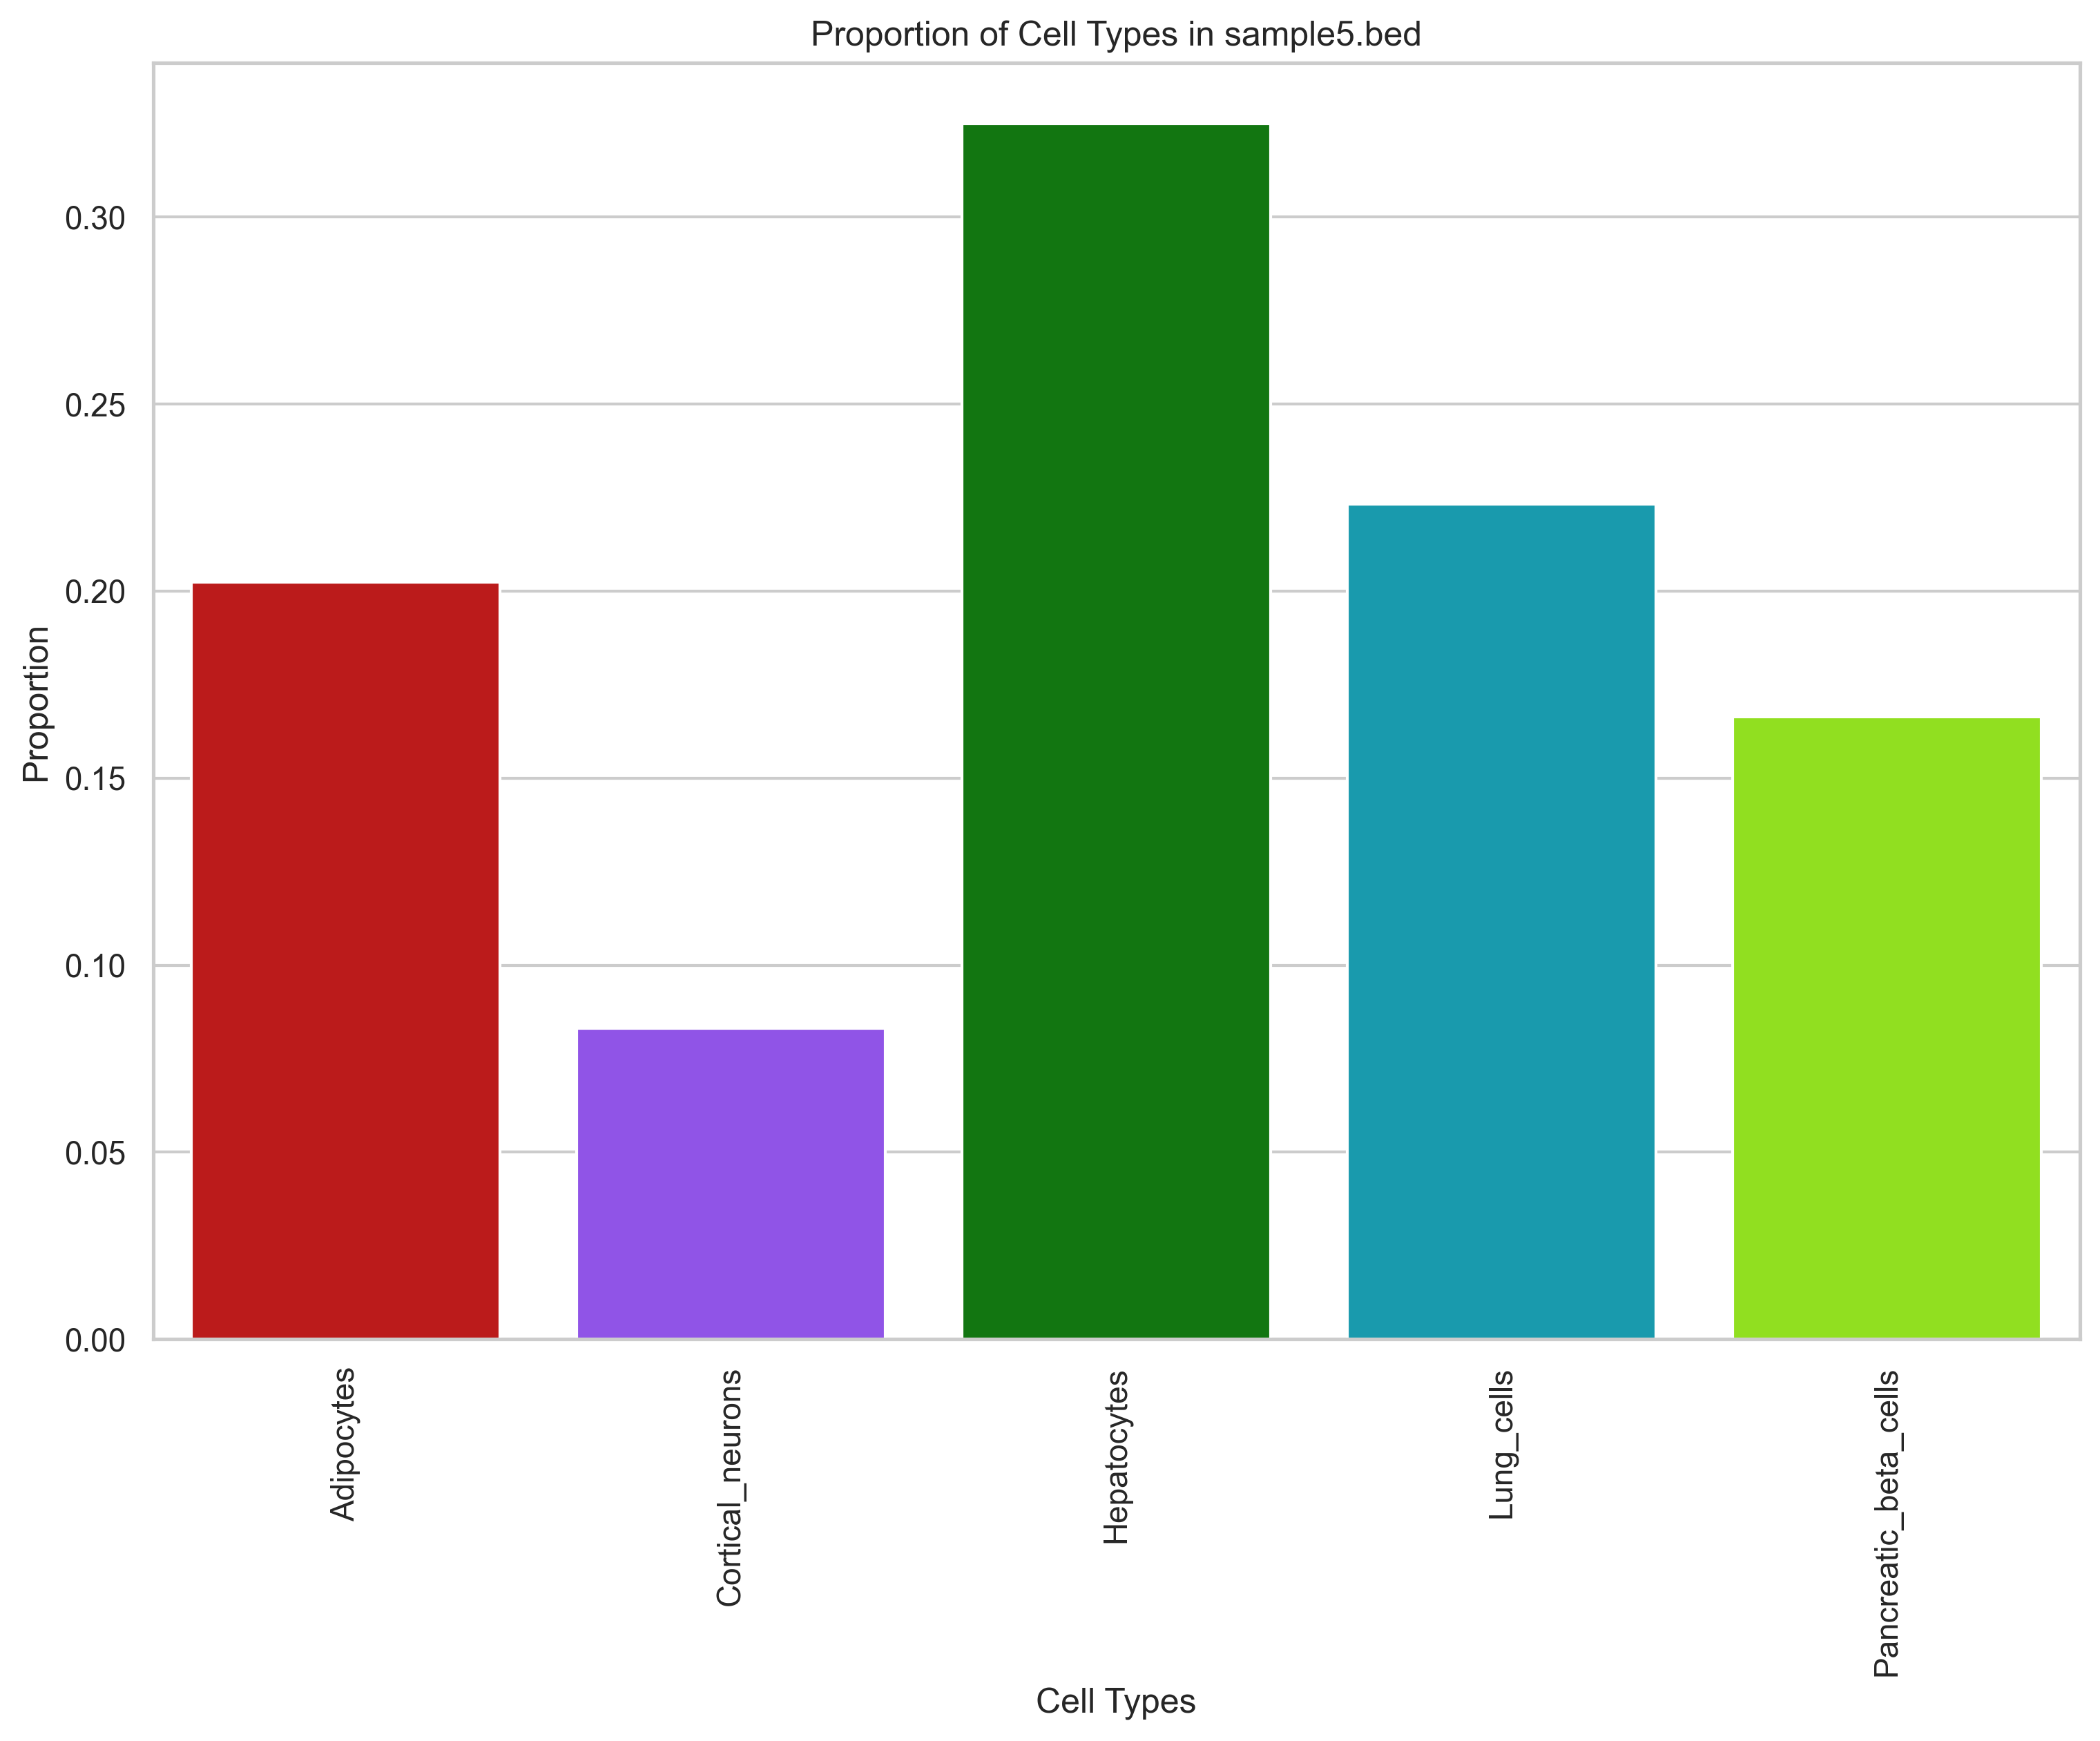 Proportion of Cell Types in sample5.bed
Proportion
0.30
0.25
0.20
0.15
0.10
0.05
0.00
Adipocytes
Cortical_neurons
Hepatocytes
Lung_cells
Pancreatic_beta_cells
Cell Types